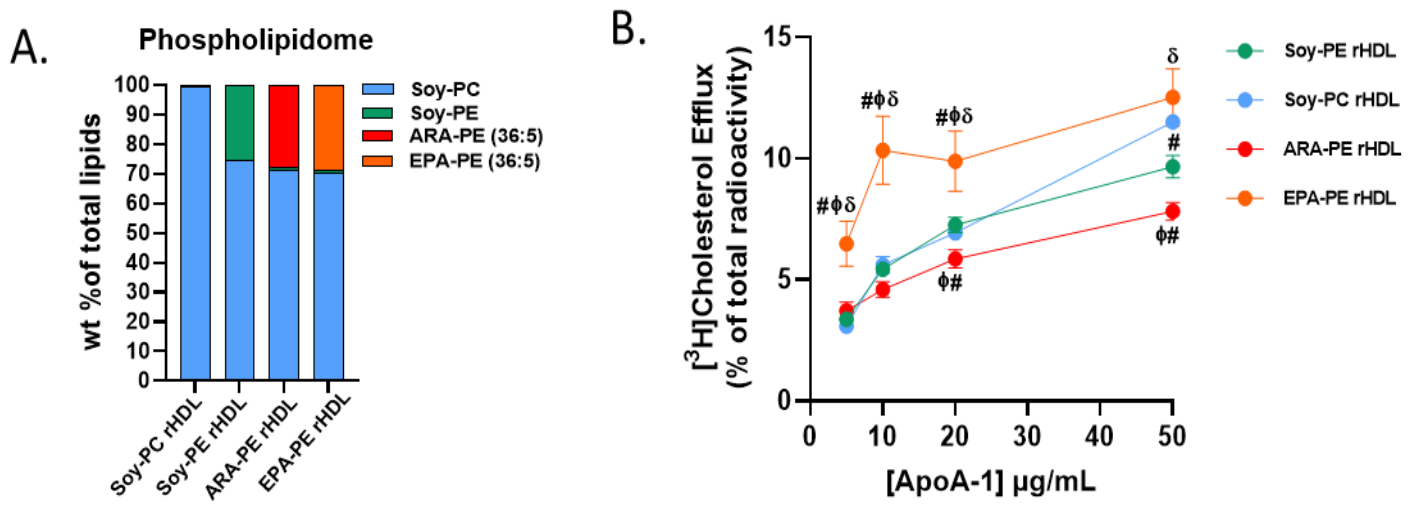 A.
Phospholipidome
wt %of total lipids
100
90
80
70
60
50
40
30
20
10
0
Soy-PC rHDL
Soy-PE rHDL
ARA-PE rHDL
EPA-PE rHDL
Soy-PC
Soy-PE
ARA-PE (36:5)
EPA-PE (36:5)
B.
[³H]Cholesterol Efflux
(% of total radioactivity)
15
10
5
0
#ϕδ
#ϕδ
#ϕδ
δ
#
ϕ#
ϕ#
0
10
20
30
40
50
[ApoA-1] µg/mL
Soy-PE rHDL
Soy-PC rHDL
ARA-PE rHDL
EPA-PE rHDL